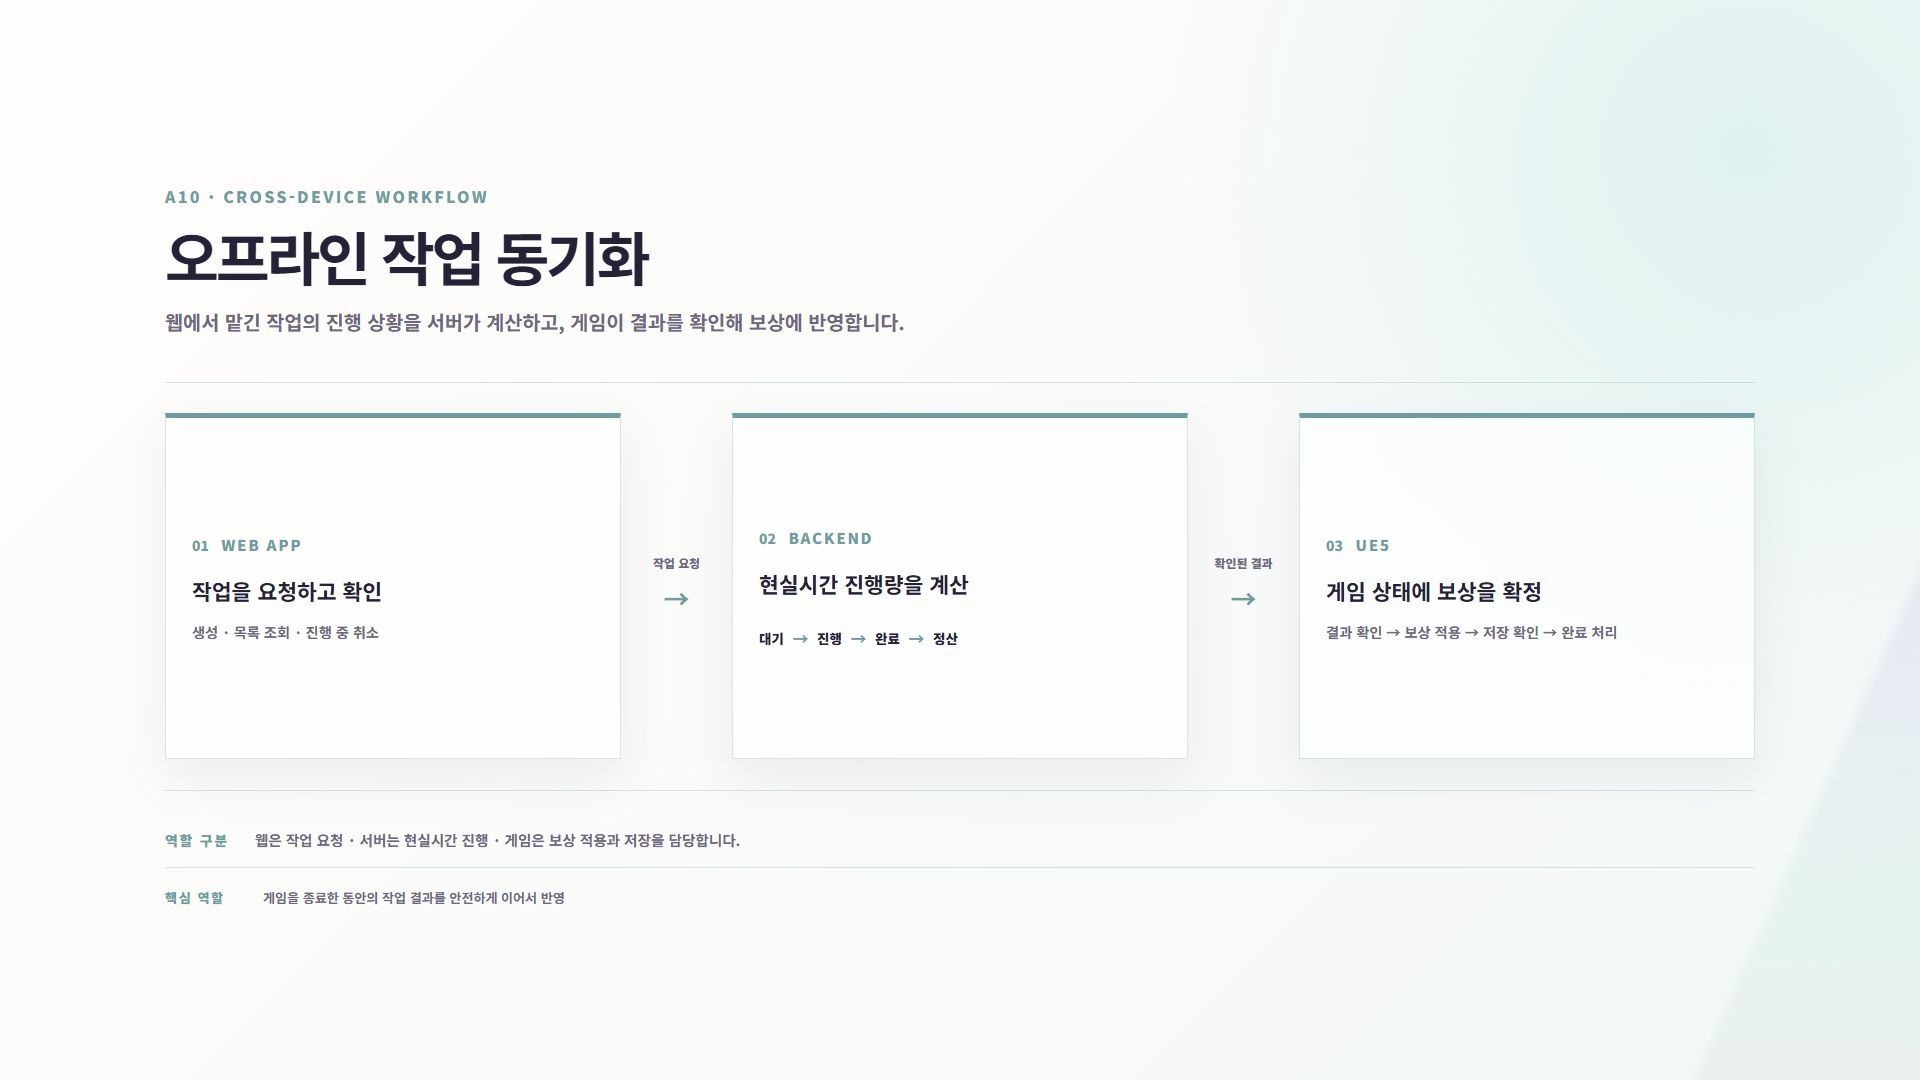 A10 · CROSS-DEVICE WORKFLOW
오프라인 작업 동기화
웹에서 맡긴 작업의 진행 상황을 서버가 계산하고, 게임이 결과를 확인해 보상에 반영합니다.
01 WEB APP
작업을 요청하고 확인
생성 · 목록 조회 · 진행 중 취소
작업 요청
→
02 BACKEND
현실시간 진행량을 계산
대기 → 진행 → 완료 → 정산
확인된 결과
→
03 UE5
게임 상태에 보상을 확정
결과 확인 → 보상 적용 → 저장 확인 → 완료 처리
역할 구분 웹은 작업 요청 · 서버는 현실시간 진행 · 게임은 보상 적용과 저장을 담당합니다.
핵심 역할 게임을 종료한 동안의 작업 결과를 안전하게 이어서 반영